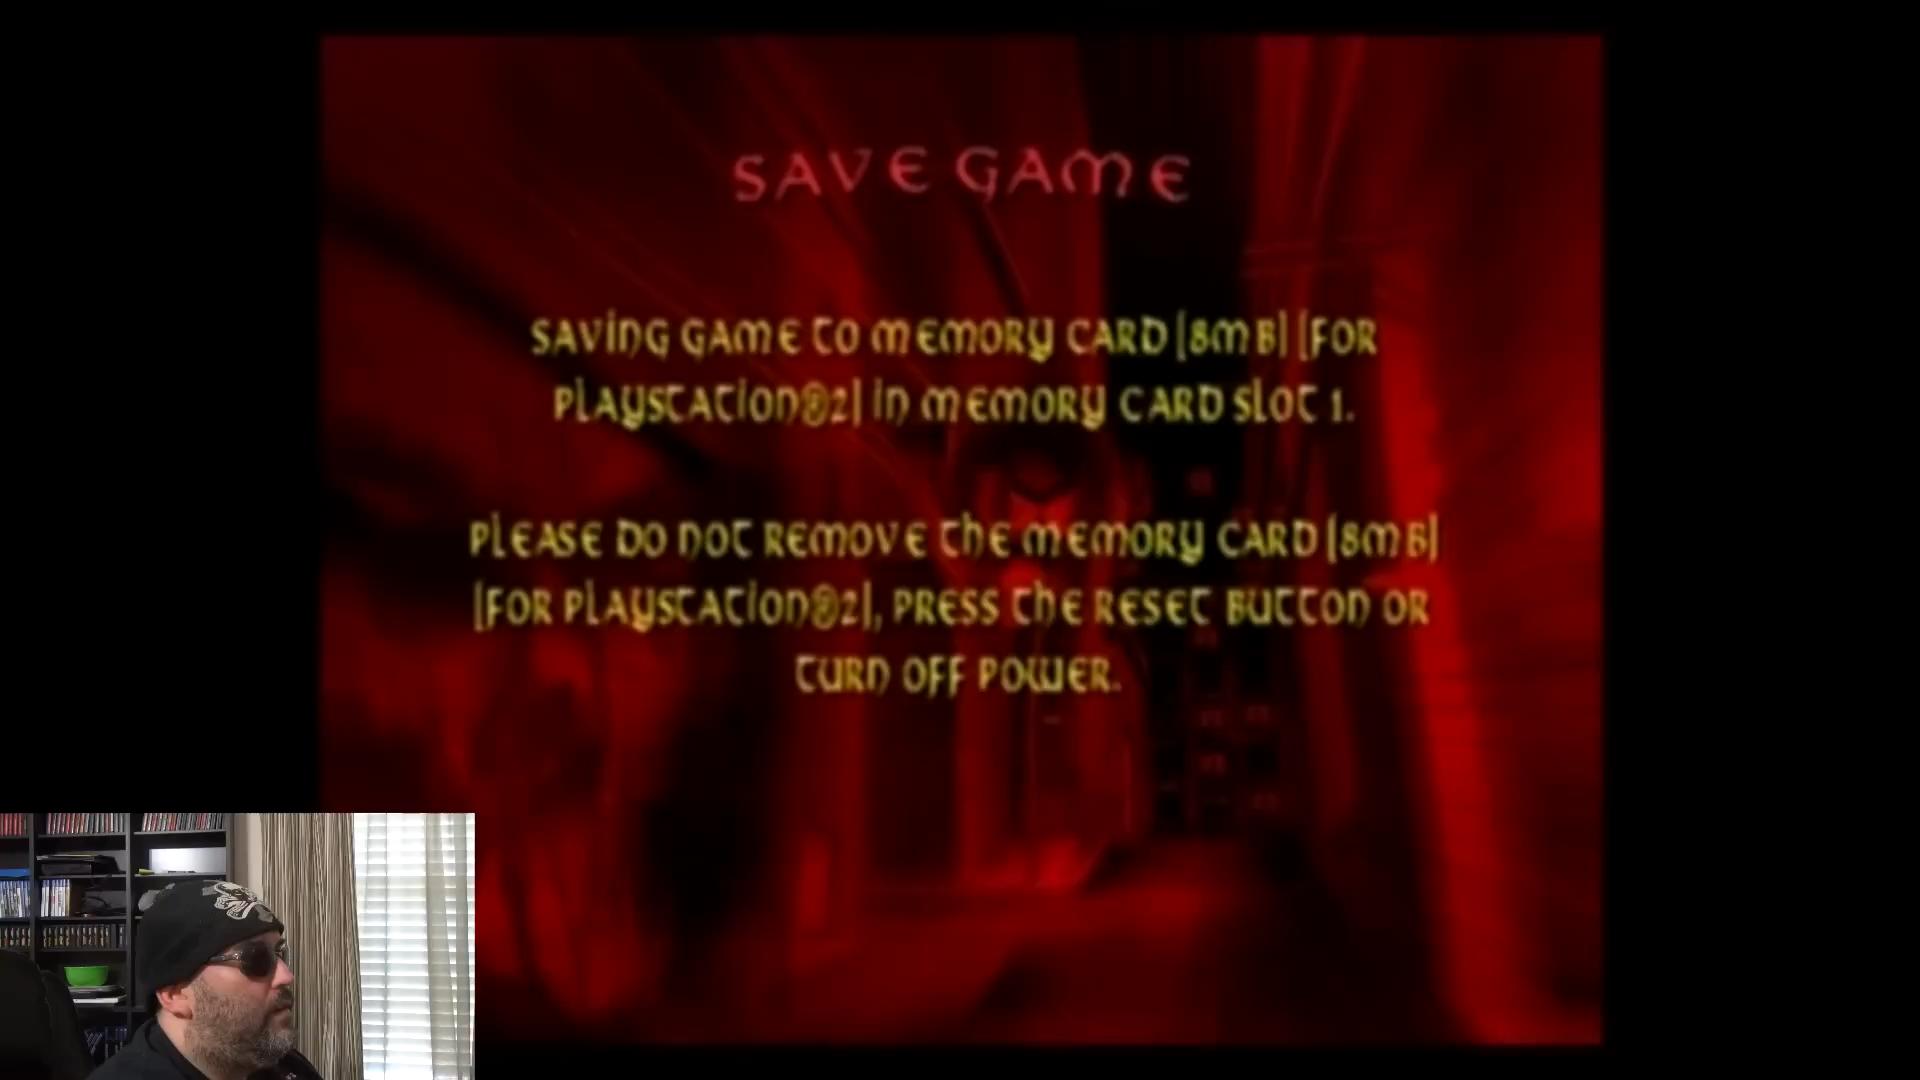 SAVE GAME
SAVING GAME TO MEMORY CARD (8MB) (FOR
PLAYSTATION®2) IN MEMORY CARD SLOT 1.
PLEASE DO NOT REMOVE THE MEMORY CARD (8MB)
(FOR PLAYSTATION®2), PRESS THE RESET BUTTON OR
TURN OFF POWER.